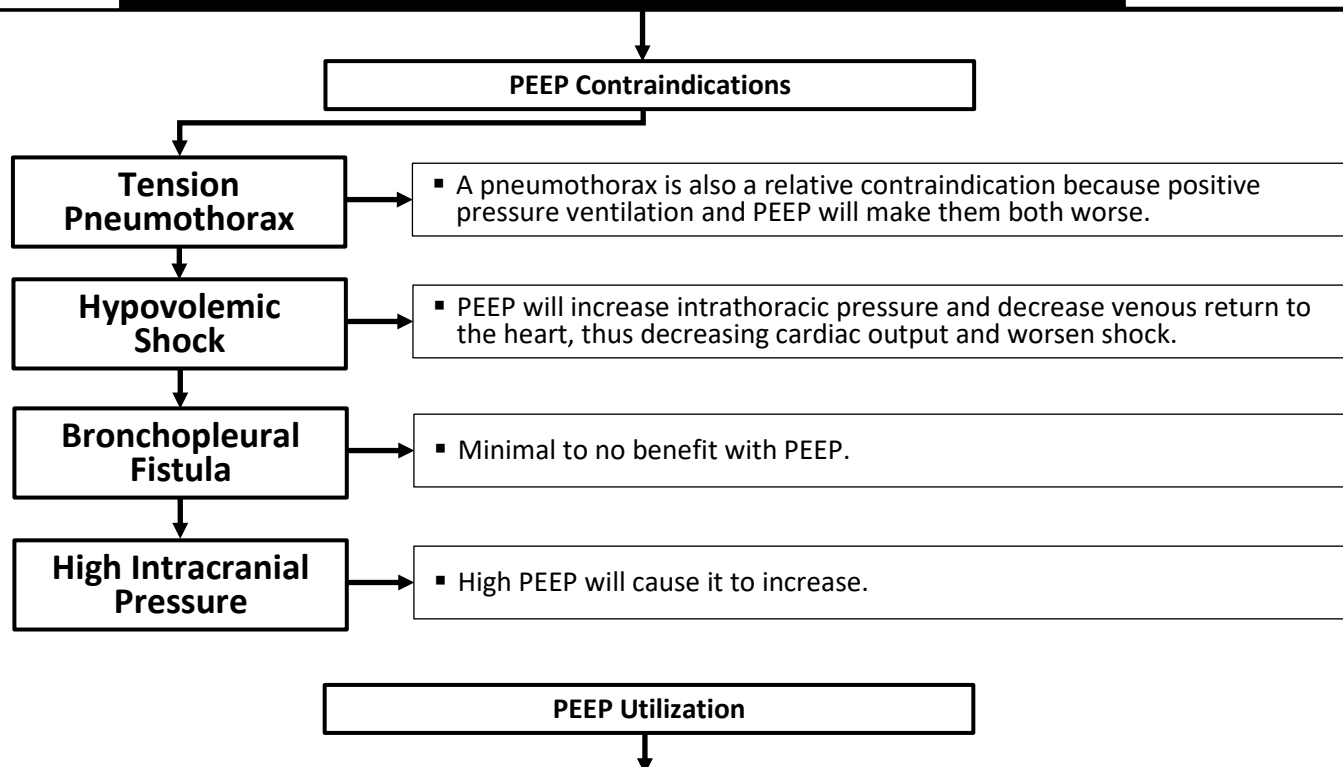 PEEP Contraindications
Tension
Pneumothorax
▪ A pneumothorax is also a relative contraindication because positive
pressure ventilation and PEEP will make them both worse.
Hypovolemic
Shock
▪ PEEP will increase intrathoracic pressure and decrease venous return to
the heart, thus decreasing cardiac output and worsen shock.
Bronchopleural
Fistula
▪ Minimal to no benefit with PEEP.
High Intracranial
Pressure
▪ High PEEP will cause it to increase.
PEEP Utilization